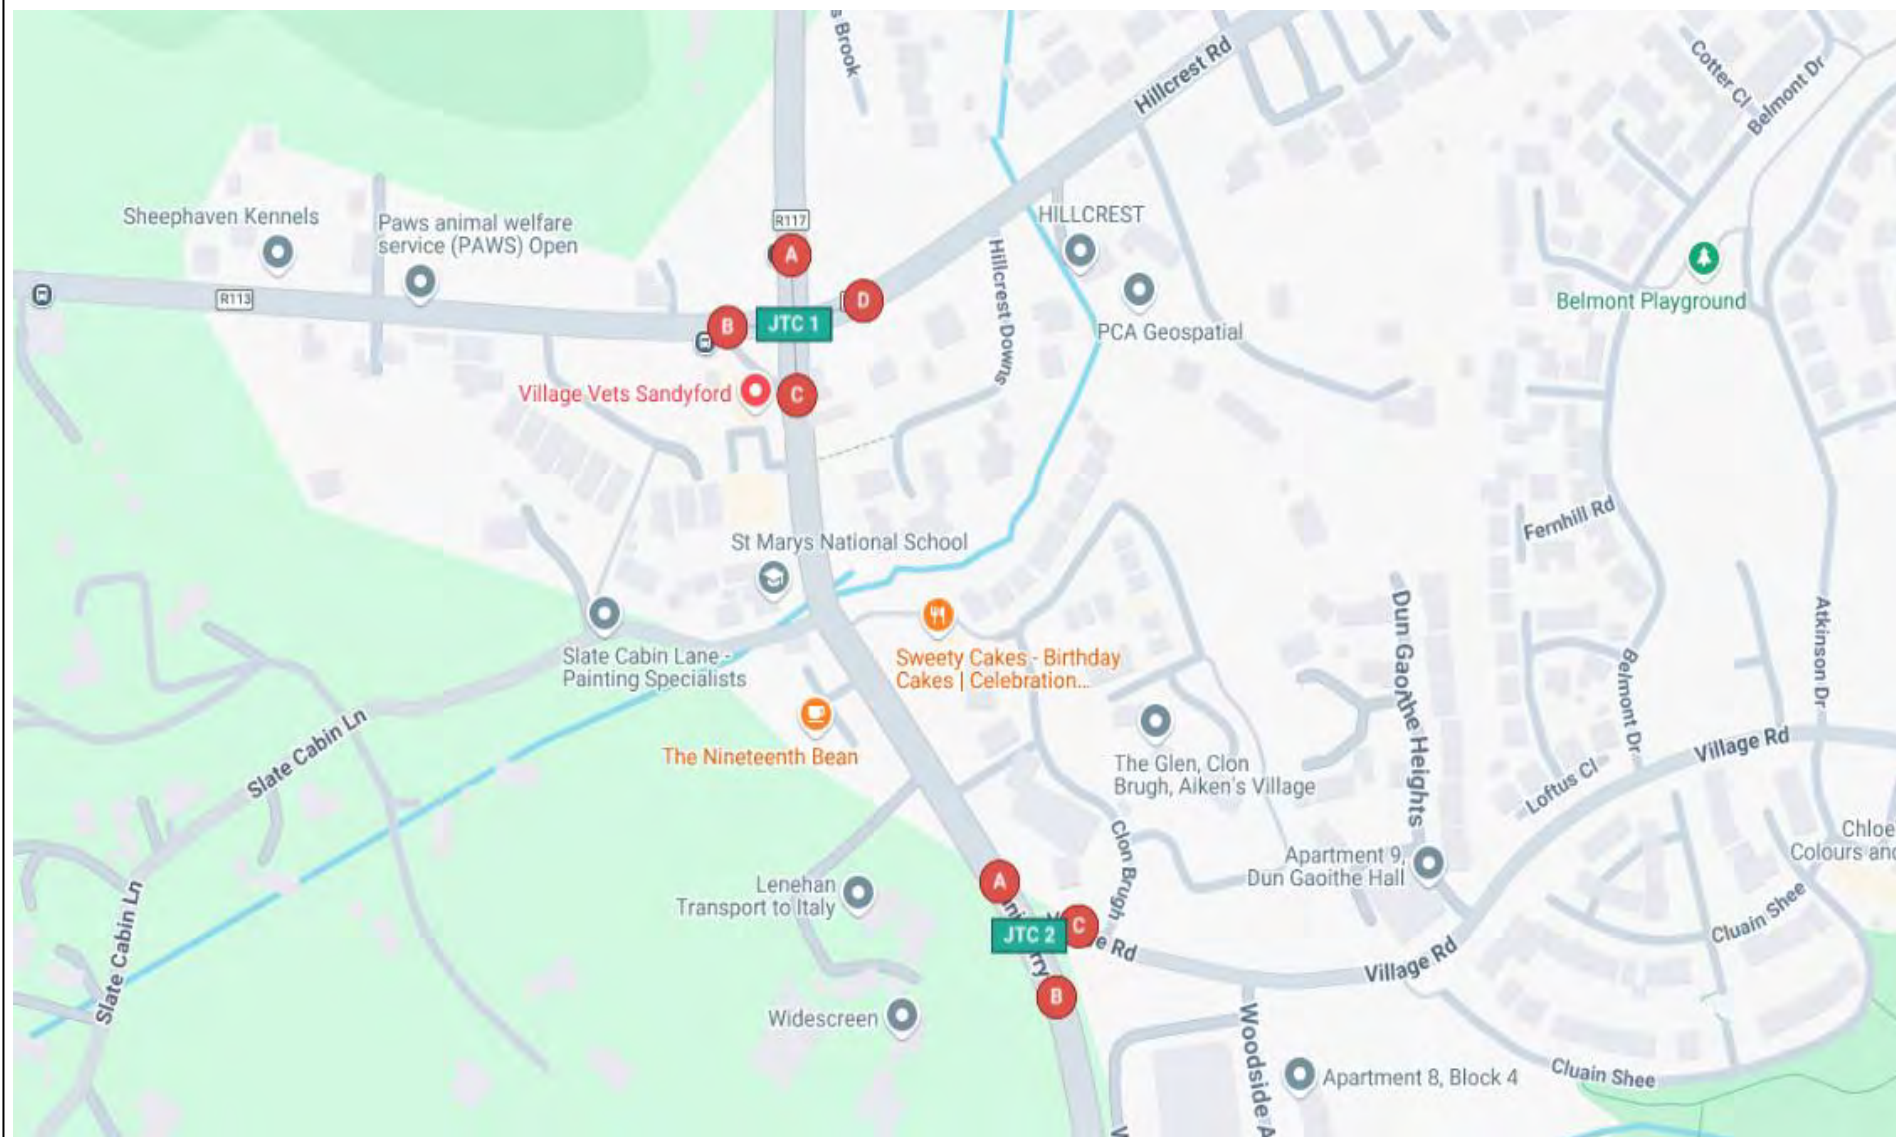 s Brook
Hillcrest Rd
Cotter Cl
Belmont Dr
R117
Sheephaven Kennels
Paws animal welfare
service (PAWS) Open
HILLCREST
A
R113
B
JTC 1
D
Hillcrest Downs
PCA Geospatial
Belmont Playground
Village Vets Sandyford
C
Fernhill Rd
St Marys National School
Slate Cabin Lane -
Painting Specialists
Sweety Cakes - Birthday
Cakes | Celebration...
Dun Gaoithe Heights
Belmont Dr
Atkinson Dr
Slate Cabin Ln
The Nineteenth Bean
The Glen, Clon
Brugh, Aiken's Village
Village Rd
Loftus Cl
Clon Brugh
Chloe
Colours and
Apartment 9,
Dun Gaoithe Hall
Lenehan
Transport to Italy
A
C
JTC 2
e Rd
B
Village Rd
Cluain Shee
Slate Cabin Ln
Widescreen
Woodside A
Apartment 8, Block 4
Cluain Shee